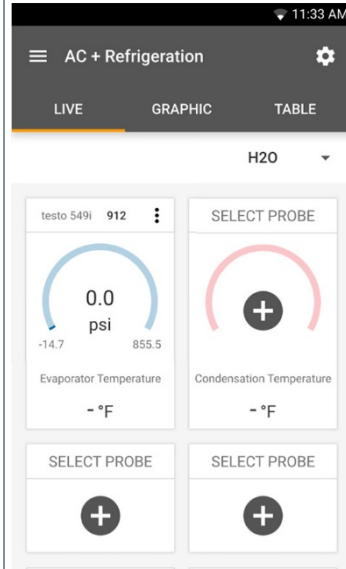 11:33 AM
AC + Refrigeration
LIVE GRAPHIC TABLE
H2O
testo 549i 912
SELECT PROBE
0.0
psi
-14.7 855.5
Evaporator Temperature
Condensation Temperature
- °F
- °F
SELECT PROBE
SELECT PROBE